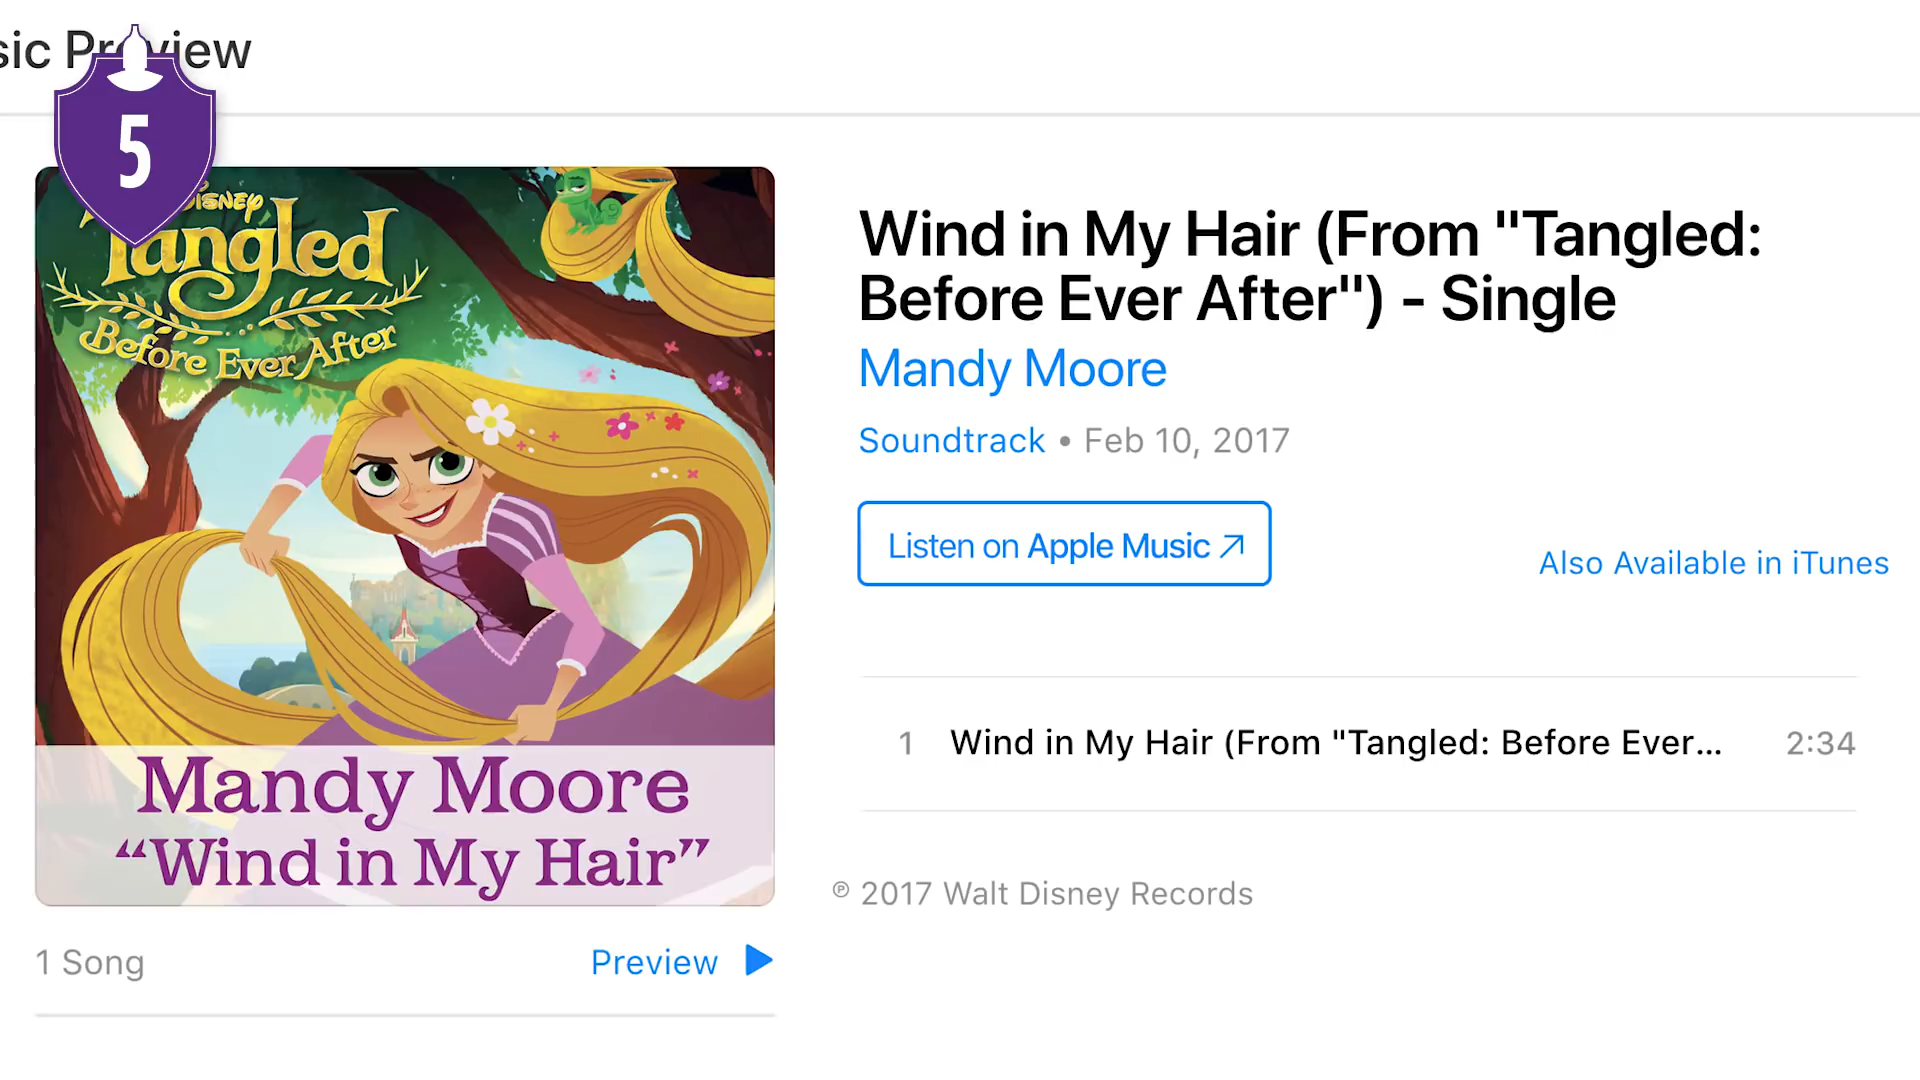 sic Preview
5
Disney
Tangled
Before Ever After
Mandy Moore
“Wind in My Hair”
1 Song
Preview
Wind in My Hair (From "Tangled:
Before Ever After") - Single
Mandy Moore
Soundtrack • Feb 10, 2017
Listen on Apple Music
Also Available in iTunes
1 Wind in My Hair (From "Tangled: Before Ever... 2:34
℗ 2017 Walt Disney Records